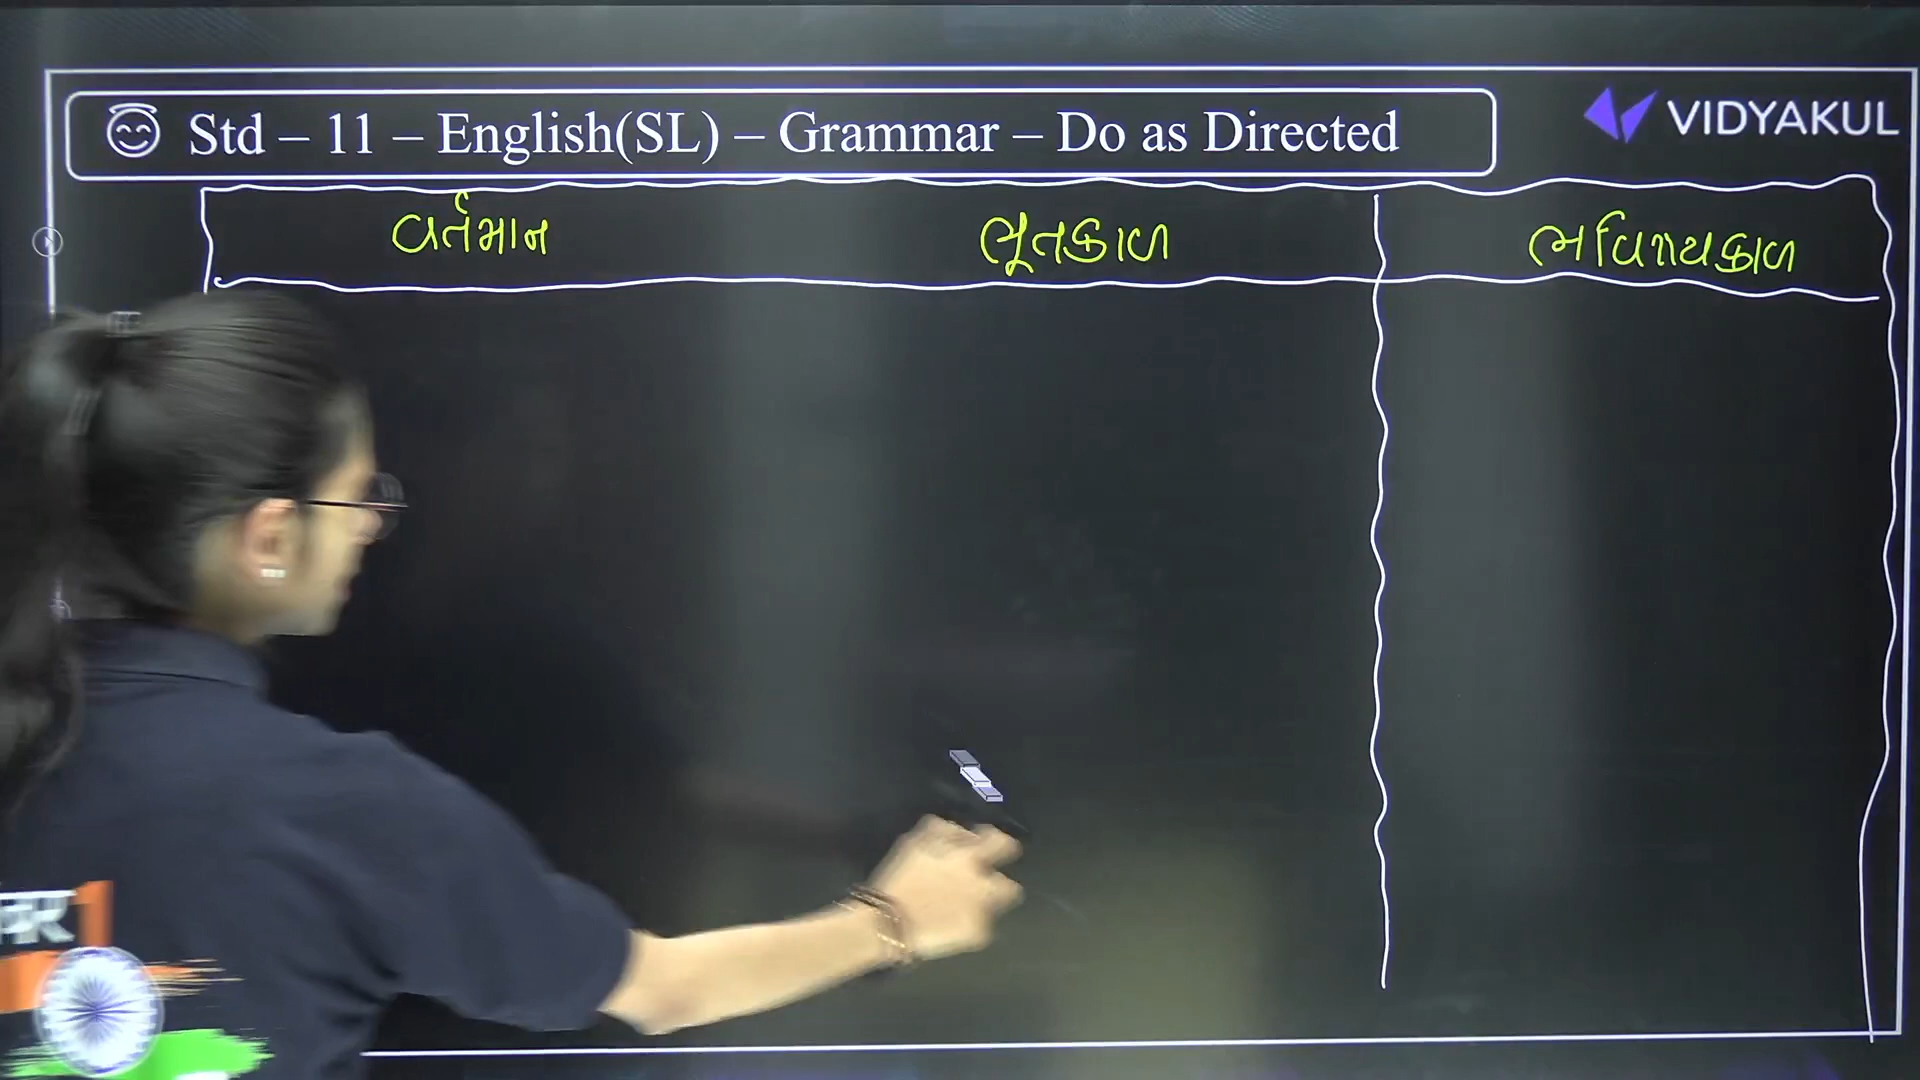 Std – 11 – English(SL) – Grammar – Do as Directed
VIDYAKUL
વર્તમાન ભૂતકાળ ભવિષ્યકાળ